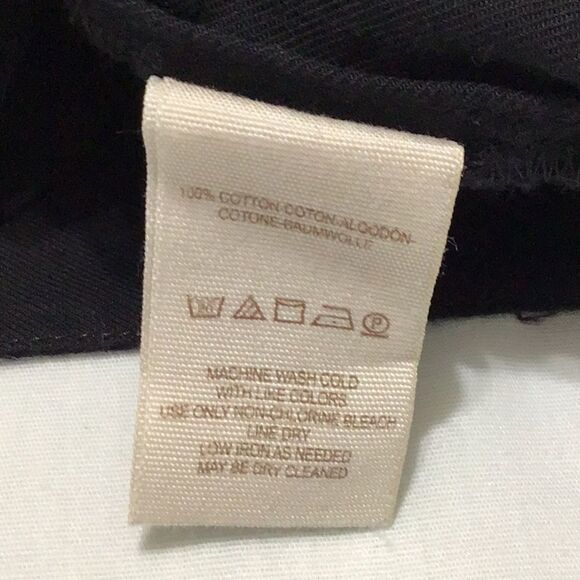 100% COTTON COTON ALGODON
COTONE BAUMWOLLE
P
MACHINE WASH COLD
WITH LIKE COLORS
USE ONLY NON-CHLORINE BLEACH
LINE DRY
LOW IRON AS NEEDED
MAY BE DRY CLEANED